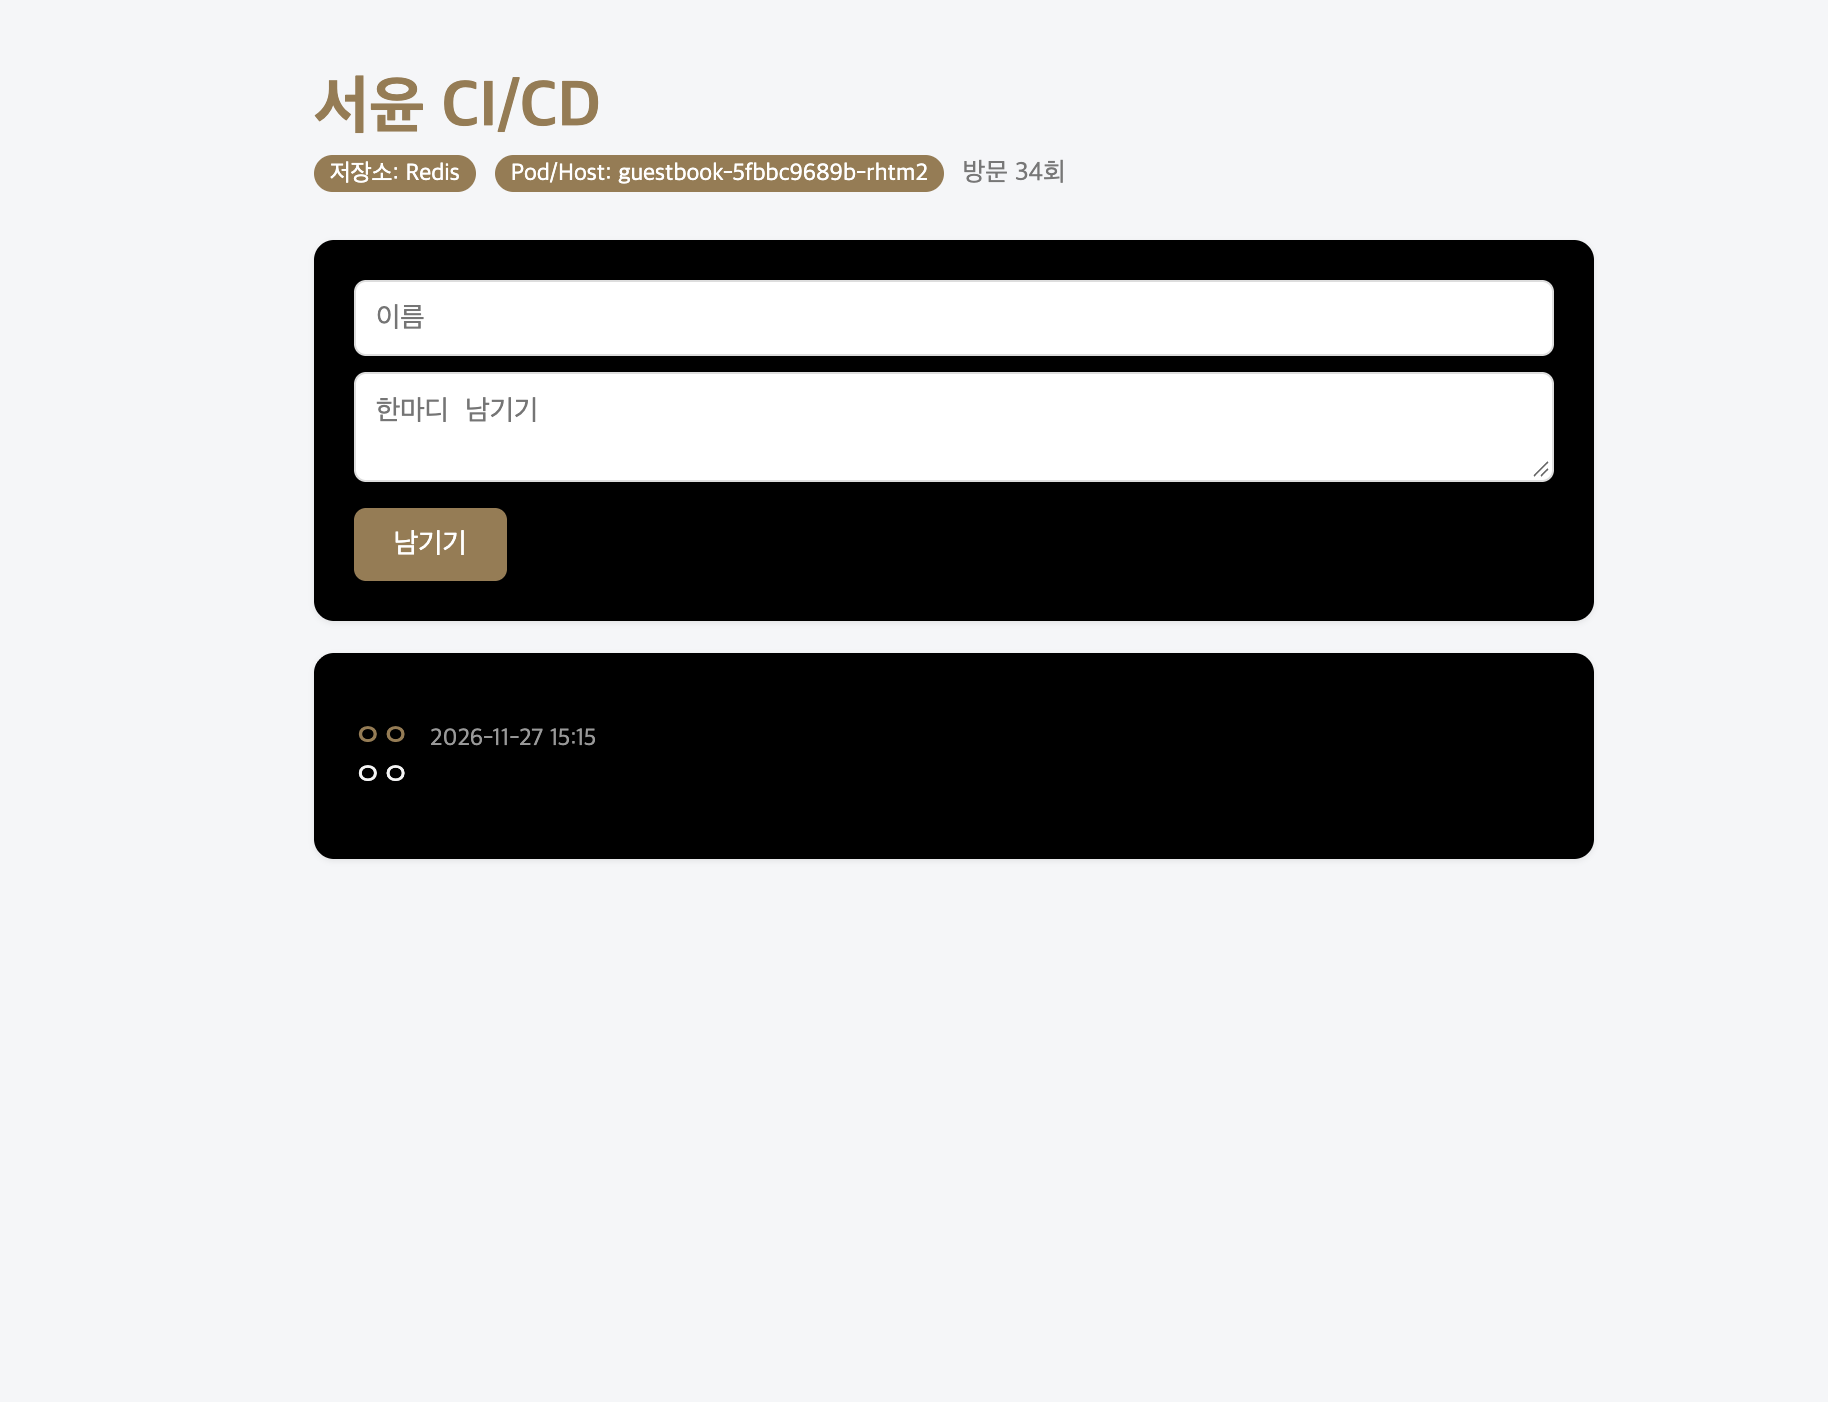 서윤 CI/CD
저장소: Redis Pod/Host: guestbook-5fbbc9689b-rhtm2 방문 34회
이름
한마디 남기기
남기기
ㅇㅇ 2026-11-27 15:15
ㅇㅇ